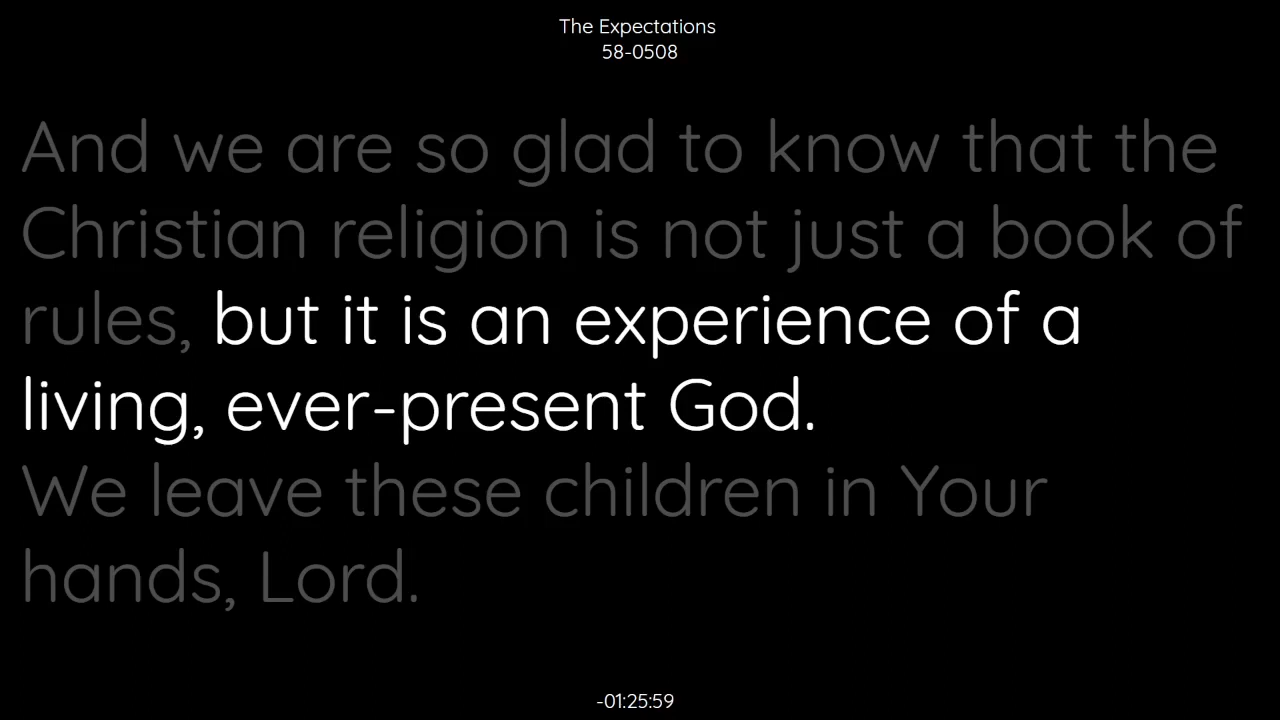 The Expectations
58-0508
And we are so glad to know that the
Christian religion is not just a book of
rules, but it is an experience of a
living, ever-present God.
We leave these children in Your
hands, Lord.
-01:25:59